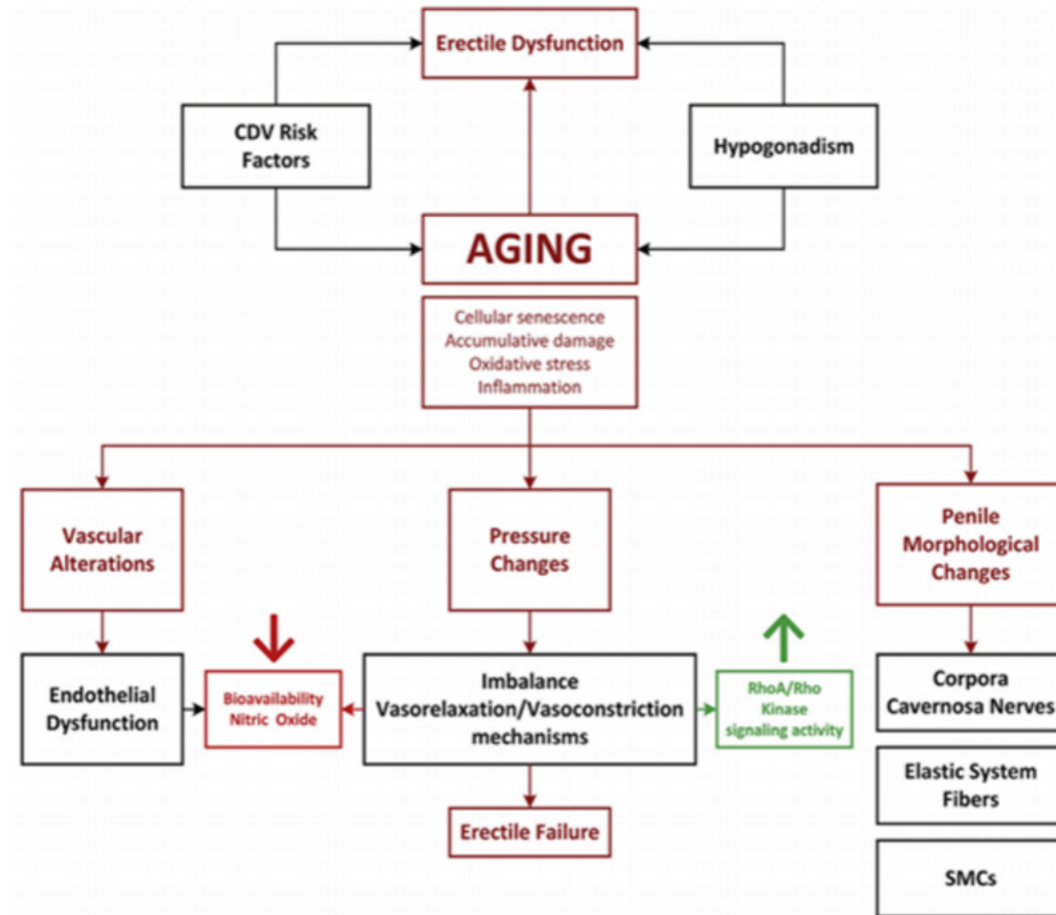 Erectile Dysfunction
CDV Risk
Factors
Hypogonadism
AGING
Cellular senescence
Accumulative damage
Oxidative stress
Inflammation
Vascular
Alterations
Pressure
Changes
Penile
Morphological
Changes
Endothelial
Dysfunction
Bioavailability
Nitric Oxide
Imbalance
Vasorelaxation/Vasoconstriction
mechanisms
RhoA/Rho
Kinase
signaling activity
Corpora
Cavernosa Nerves
Elastic System
Fibers
Erectile Failure
SMCs